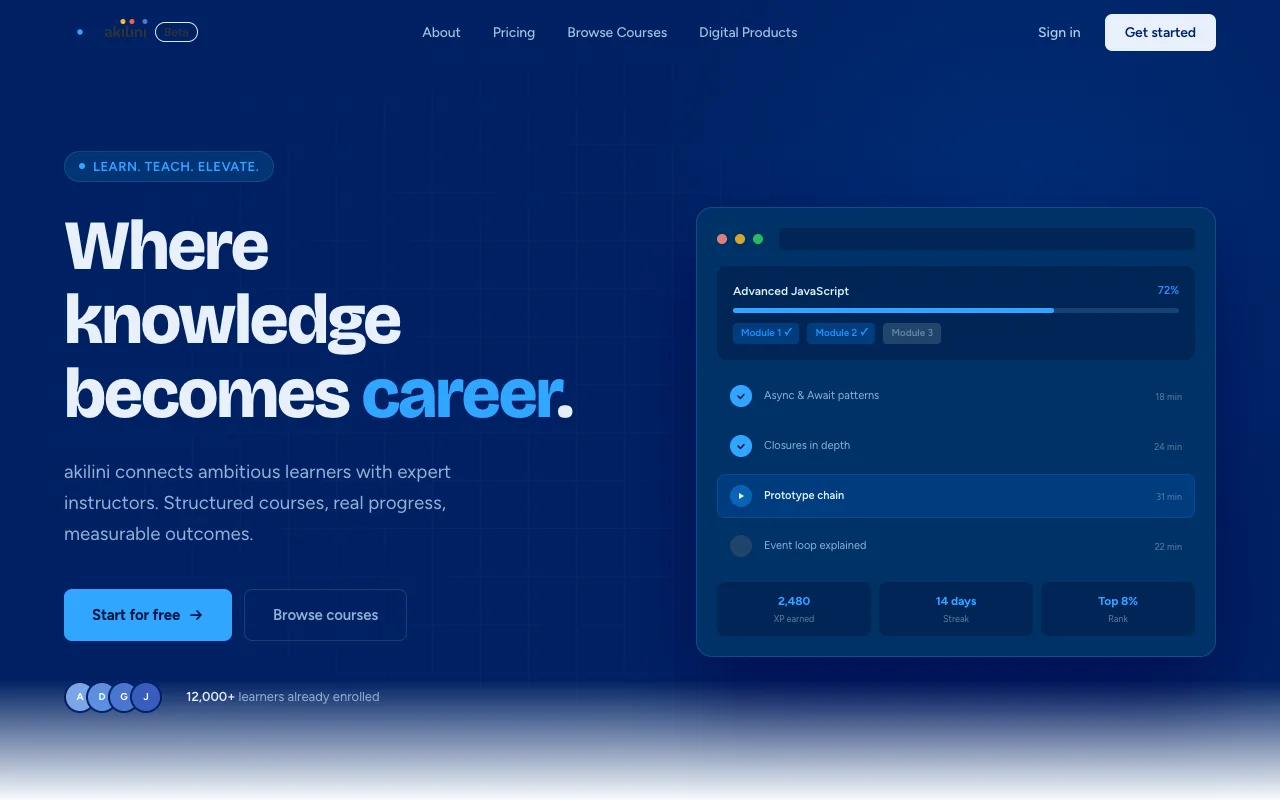 akilini Beta
About Pricing Browse Courses Digital Products
Sign in Get started
LEARN. TEACH. ELEVATE.
Where
knowledge
becomes career.
akilini connects ambitious learners with expert
instructors. Structured courses, real progress,
measurable outcomes.
Start for free → Browse courses
A D G J 12,000+ learners already enrolled
Advanced JavaScript 72%
Module 1 ✓ Module 2 ✓ Module 3
Async & Await patterns 18 min
Closures in depth 24 min
Prototype chain 31 min
Event loop explained 22 min
2,480 14 days Top 8%
XP earned Streak Rank